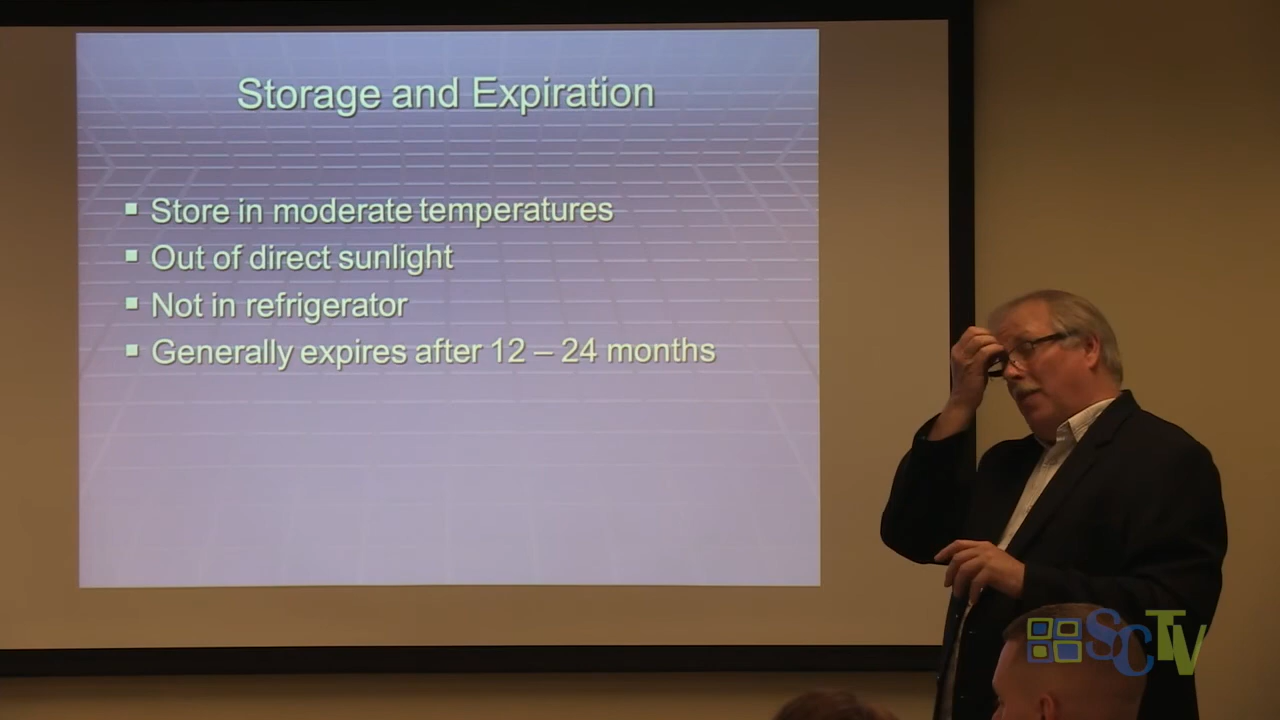 Storage and Expiration
Store in moderate temperatures
Out of direct sunlight
Not in refrigerator
Generally expires after 12 – 24 months
SCTV